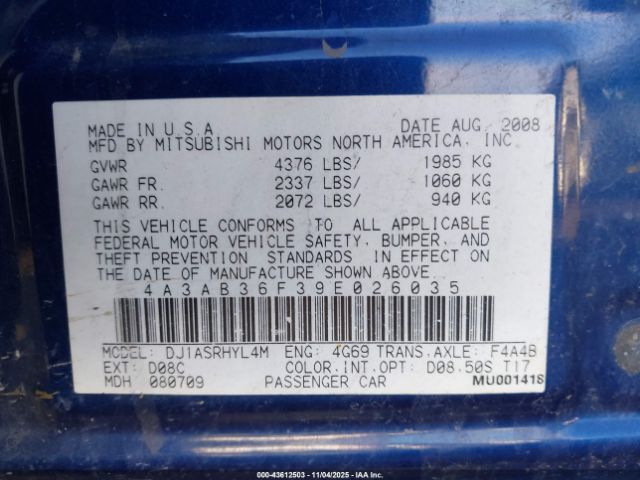 MADE IN U.S.A DATE AUG. 2008
MFD BY MITSUBISHI MOTORS NORTH AMERICA, INC.
GVWR 4376 LBS/ 1985 KG
GAWR FR. 2337 LBS/ 1060 KG
GAWR RR. 2072 LBS/ 940 KG
THIS VEHICLE CONFORMS TO ALL APPLICABLE
FEDERAL MOTOR VEHICLE SAFETY, BUMPER, AND
THEFT PREVENTION STANDARDS IN EFFECT ON
THE DATE OF MANUFACTURE SHOWN ABOVE.
4A3AB36F39E026035
MODEL: DJ1ASRHYL4M ENG: 4G69 TRANS.AXLE: F4A4B
EXT: D08C COLOR.INT.OPT: D08.50S T17
MDH 080709 PASSENGER CAR MU001418
000-43612503 - 11/04/2025 - IAA Inc.